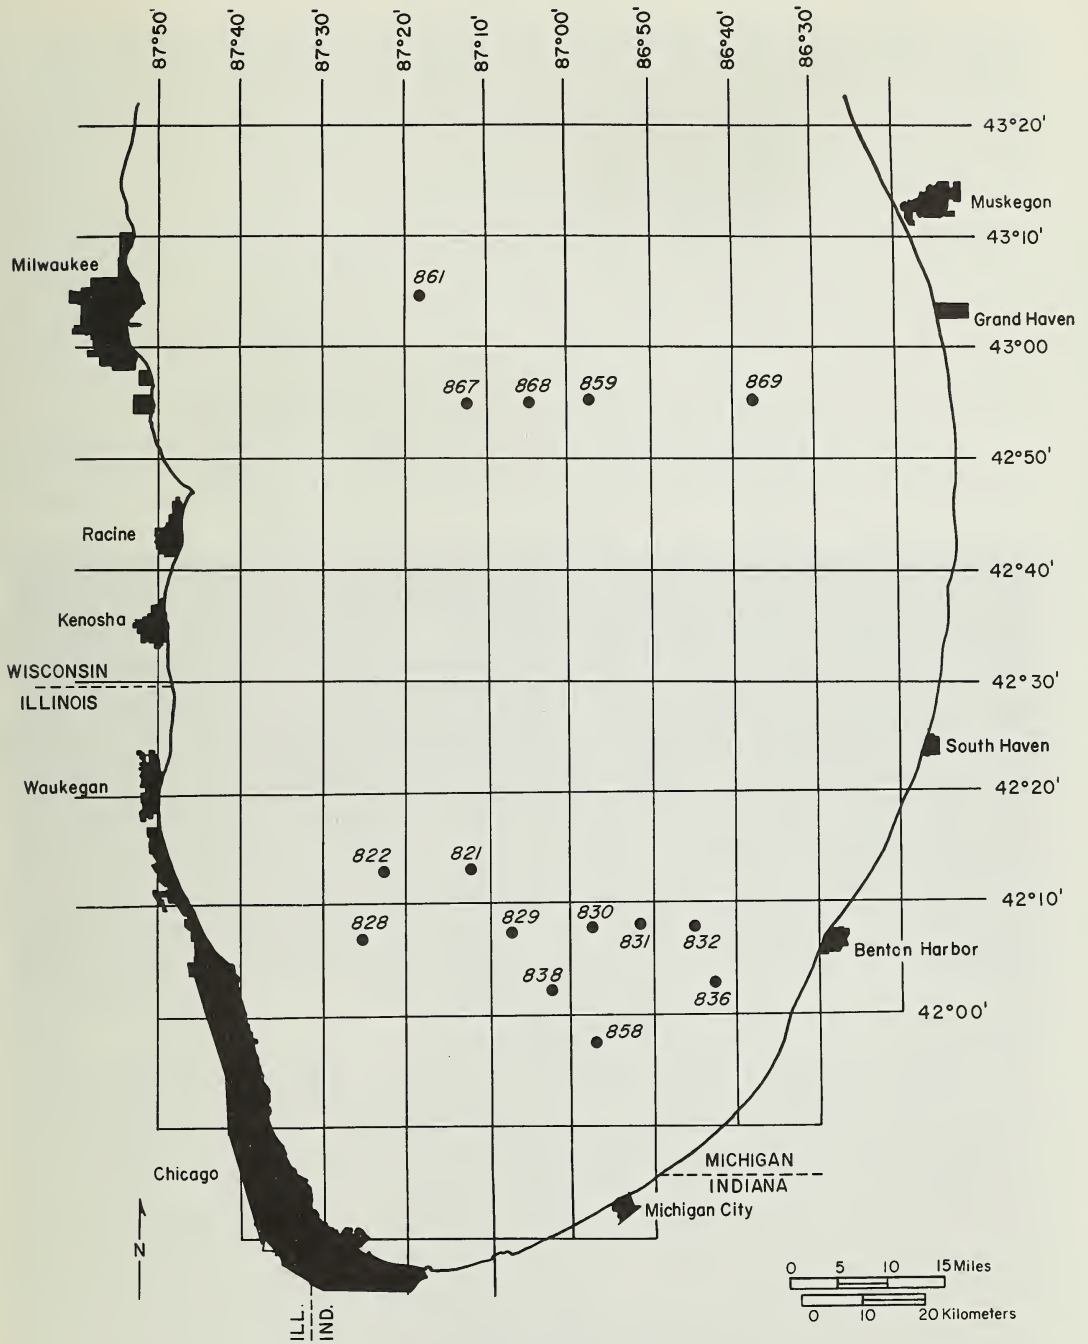 87°50'
87°40'
87°30'
87°20'
87°10'
87°00'
86°50'
86°40'
86°30'
43°20'
Muskegon
43°10'
Milwaukee
861
Grand Haven
43°00
867
868
859
869
42°50'
Racine
42°40'
Kenosha
WISCONSIN
ILLINOIS
42°30'
South Haven
Waukegan
42°20'
822
821
42°10'
828
829
830
831
832
Benton Harbor
838
836
42°00'
858
Chicago
MICHIGAN
INDIANA
Michigan City
N
0 5 10 15 Miles
0 10 20 Kilometers
ILL.
IND.